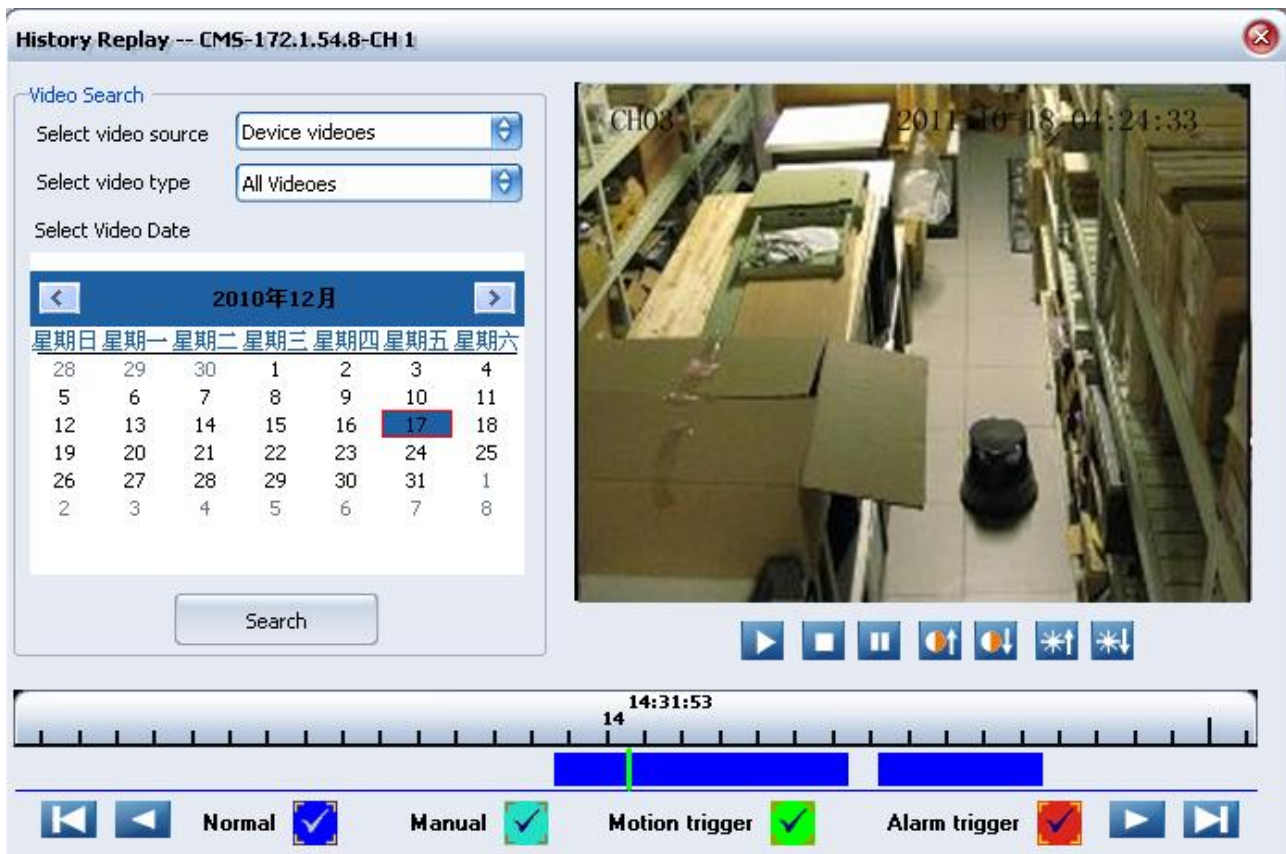 History Replay -- CMS-172.1.54.8-CH 1
Video Search
Select video source Device videoes
Select video type All Videoes
Select Video Date
2010年12月
星期日 星期一 星期二 星期三 星期四 星期五 星期六
28 29 30 1 2 3 4
5 6 7 8 9 10 11
12 13 14 15 16 17 18
19 20 21 22 23 24 25
26 27 28 29 30 31 1
2 3 4 5 6 7 8
Search
CH03 2011-10-18 04:24:33
14:31:53
14
Normal Manual Motion trigger Alarm trigger